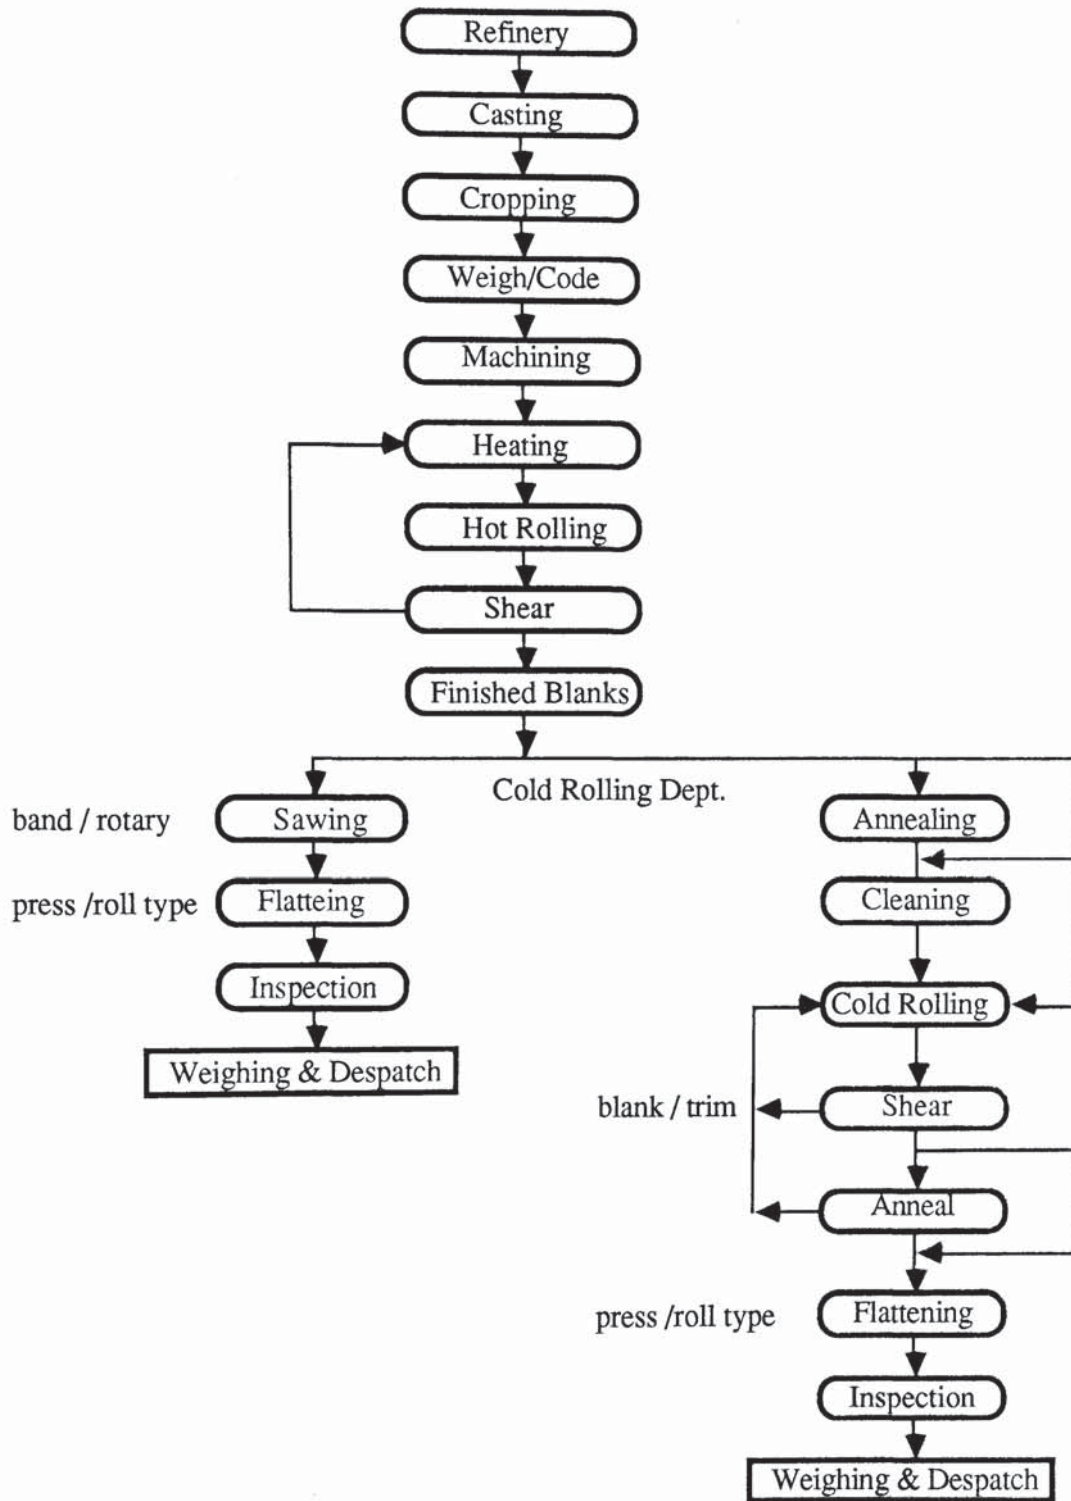 Refinery
Casting
Cropping
Weigh/Code
Machining
Heating
Hot Rolling
Shear
Finished Blanks
Cold Rolling Dept.
band / rotary
Sawing
press /roll type
Flatteing
Inspection
Weighing & Despatch
Annealing
Cleaning
Cold Rolling
blank / trim
Shear
Anneal
press /roll type
Flattening
Inspection
Weighing & Despatch